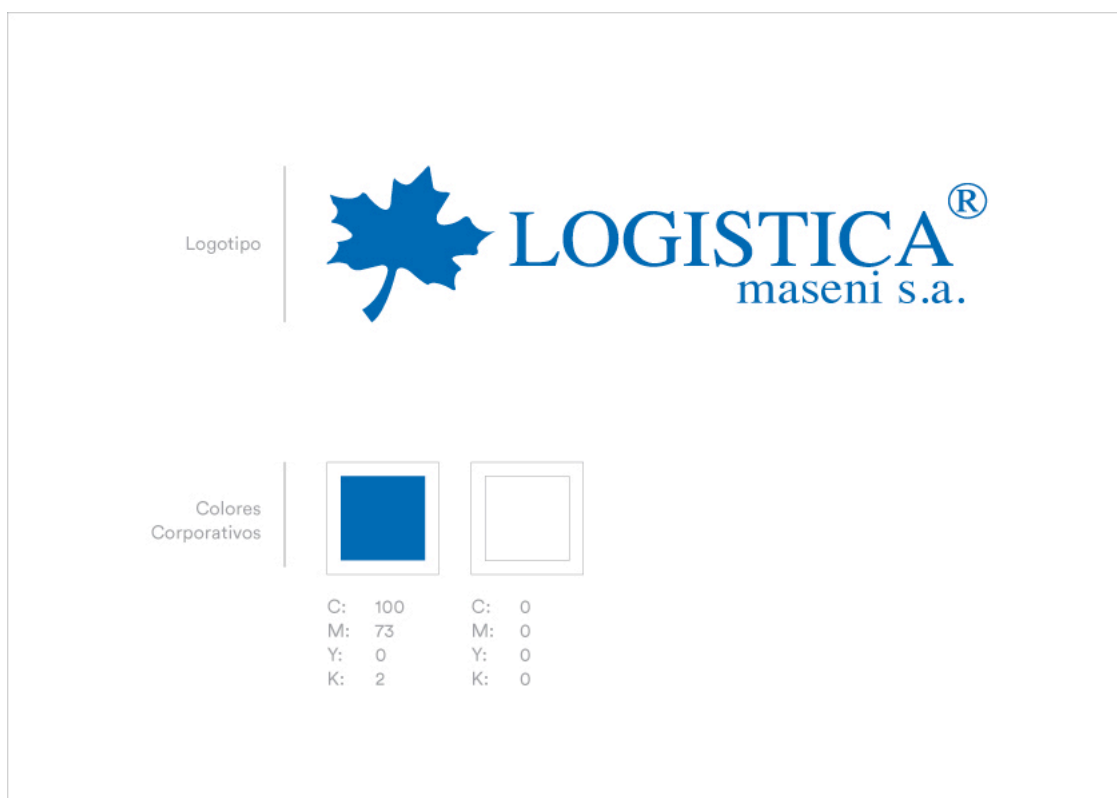 Logotipo
LOGISTICA®
maseni s.a.
Colores
Corporativos
C: 100
M: 73
Y: 0
K: 2
C: 0
M: 0
Y: 0
K: 0